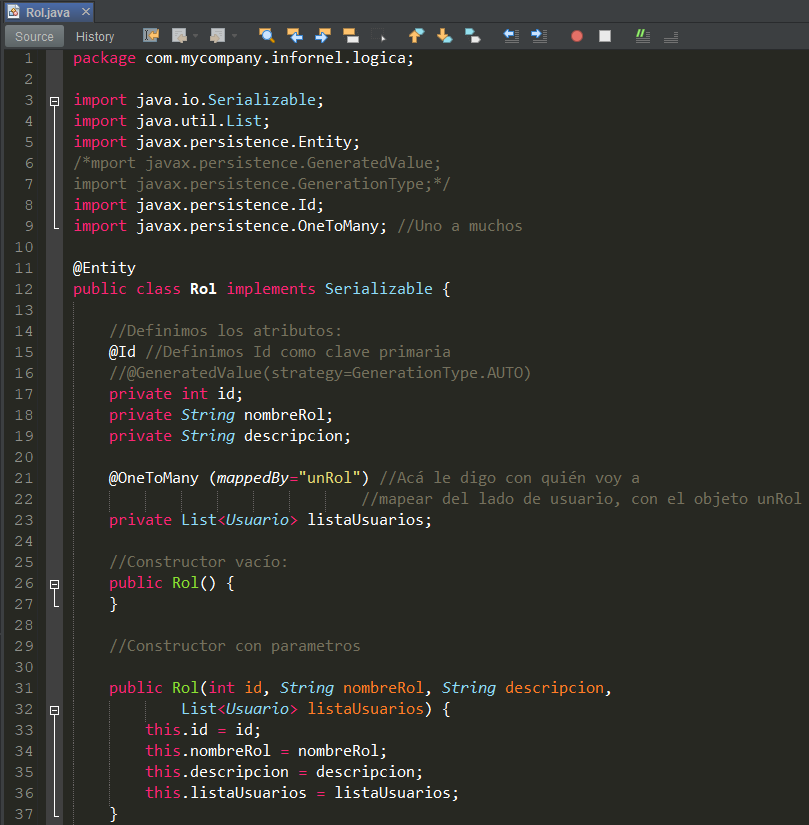 Rol.java
Source History
1 package com.mycompany.infornel.logica;
2
3 import java.io.Serializable;
4 import java.util.List;
5 import javax.persistence.Entity;
6 /*mport javax.persistence.GeneratedValue;
7 import javax.persistence.GenerationType;*/
8 import javax.persistence.Id;
9 import javax.persistence.OneToMany; //Uno a muchos
10
11 @Entity
12 public class Rol implements Serializable {
13
14 //Definimos los atributos:
15 @Id //Definimos Id como clave primaria
16 //@GeneratedValue(strategy=GenerationType.AUTO)
17 private int id;
18 private String nombreRol;
19 private String descripcion;
20
21 @OneToMany (mappedBy="unRol") //Acá le digo con quién voy a
22 //mapear del lado de usuario, con el objeto unRol
23 private List<Usuario> listaUsuarios;
24
25 //Constructor vacío:
26 public Rol() {
27 }
28
29 //Constructor con parametros
30
31 public Rol(int id, String nombreRol, String descripcion,
32 List<Usuario> listaUsuarios) {
33 this.id = id;
34 this.nombreRol = nombreRol;
35 this.descripcion = descripcion;
36 this.listaUsuarios = listaUsuarios;
37 }